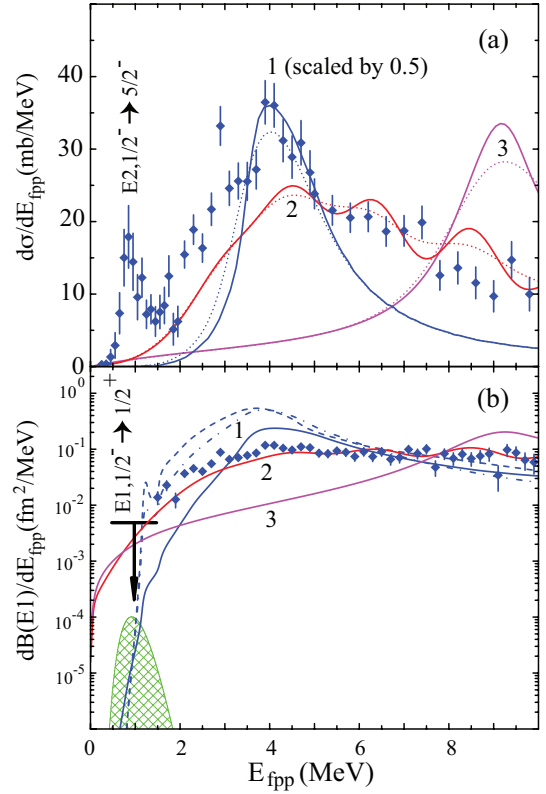 (a)
1 (scaled by 0.5)
E2,1/2⁻ → 5/2⁻
dσ/dE_fpp(mb/MeV)
40
30
20
10
0
2
3
(b)
E1,1/2⁻ → 1/2⁺
dB(E1)/dE_fpp(fm²/MeV)
10⁰
10⁻¹
10⁻²
10⁻³
10⁻⁴
10⁻⁵
1
2
3
0 2 4 6 8
E_fpp(MeV)